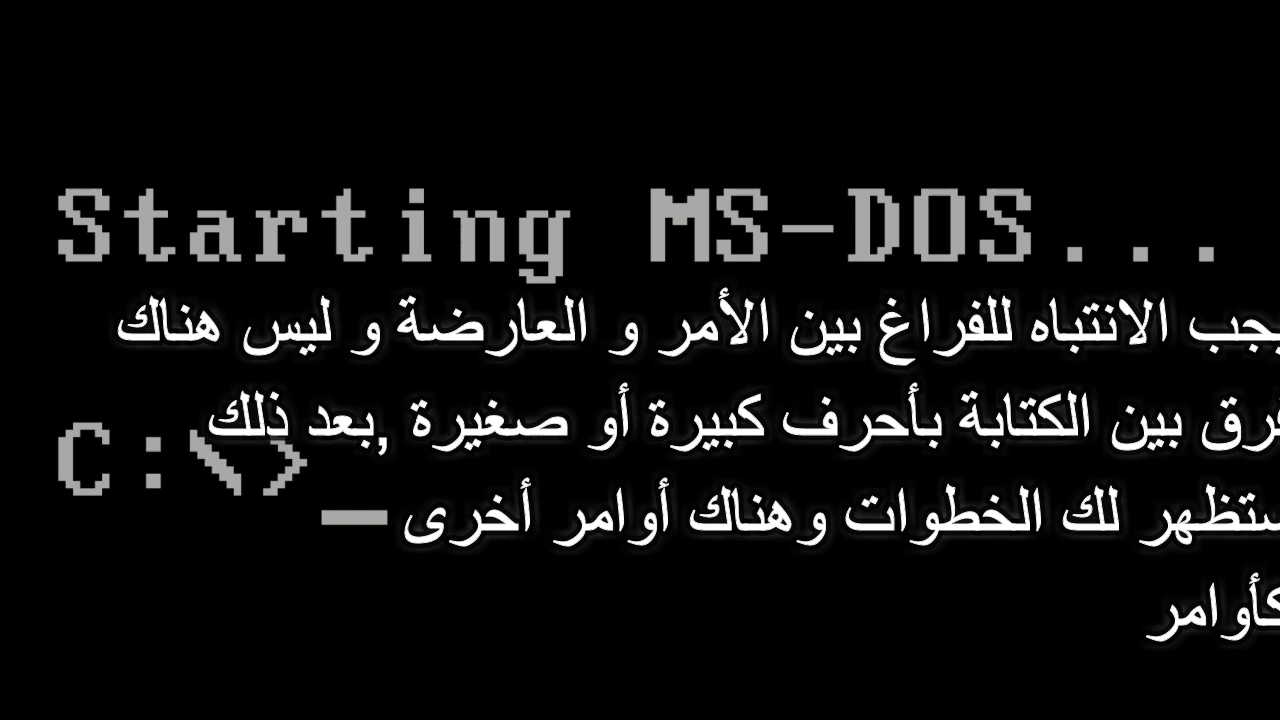 Starting MS-DOS...
يجب الانتباه للفراغ بين الأمر و العارضة و ليس هناك
فرق بين الكتابة بأحرف كبيرة أو صغيرة ,بعد ذلك
C:\>
ستظهر لك الخطوات وهناك أوامر أخرى
كأوامر